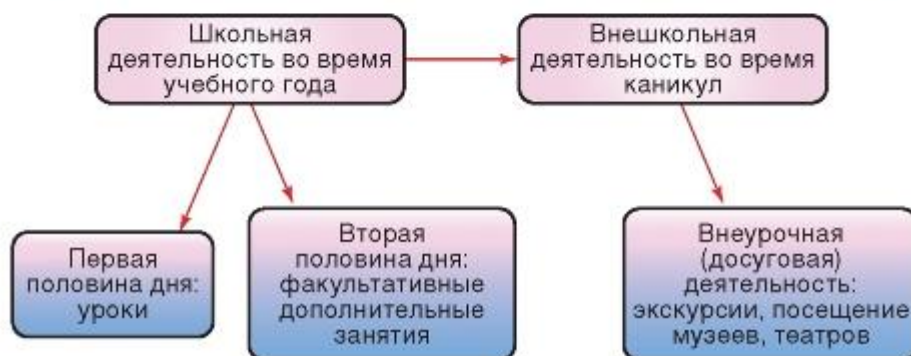 Школьная
деятельность во время
учебного года
Внешкольная
деятельность во время
каникул
Первая
половина дня:
уроки
Вторая
половина дня:
факультативные
дополнительные
занятия
Внеурочная
(досуговая)
деятельность:
экскурсии, посещение
музеев, театров